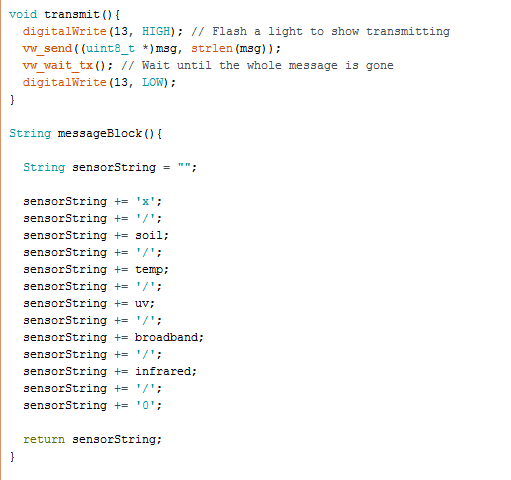 void transmit(){
  digitalWrite(13, HIGH); // Flash a light to show transmitting
  vw_send((uint8_t *)msg, strlen(msg));
  vw_wait_tx(); // Wait until the whole message is gone
  digitalWrite(13, LOW);
}
String messageBlock(){
  String sensorString = "";
  sensorString += 'x';
  sensorString += '/';
  sensorString += soil;
  sensorString += '/';
  sensorString += temp;
  sensorString += '/';
  sensorString += uv;
  sensorString += '/';
  sensorString += broadband;
  sensorString += '/';
  sensorString += infrared;
  sensorString += '/';
  sensorString += '0';
  return sensorString;
}